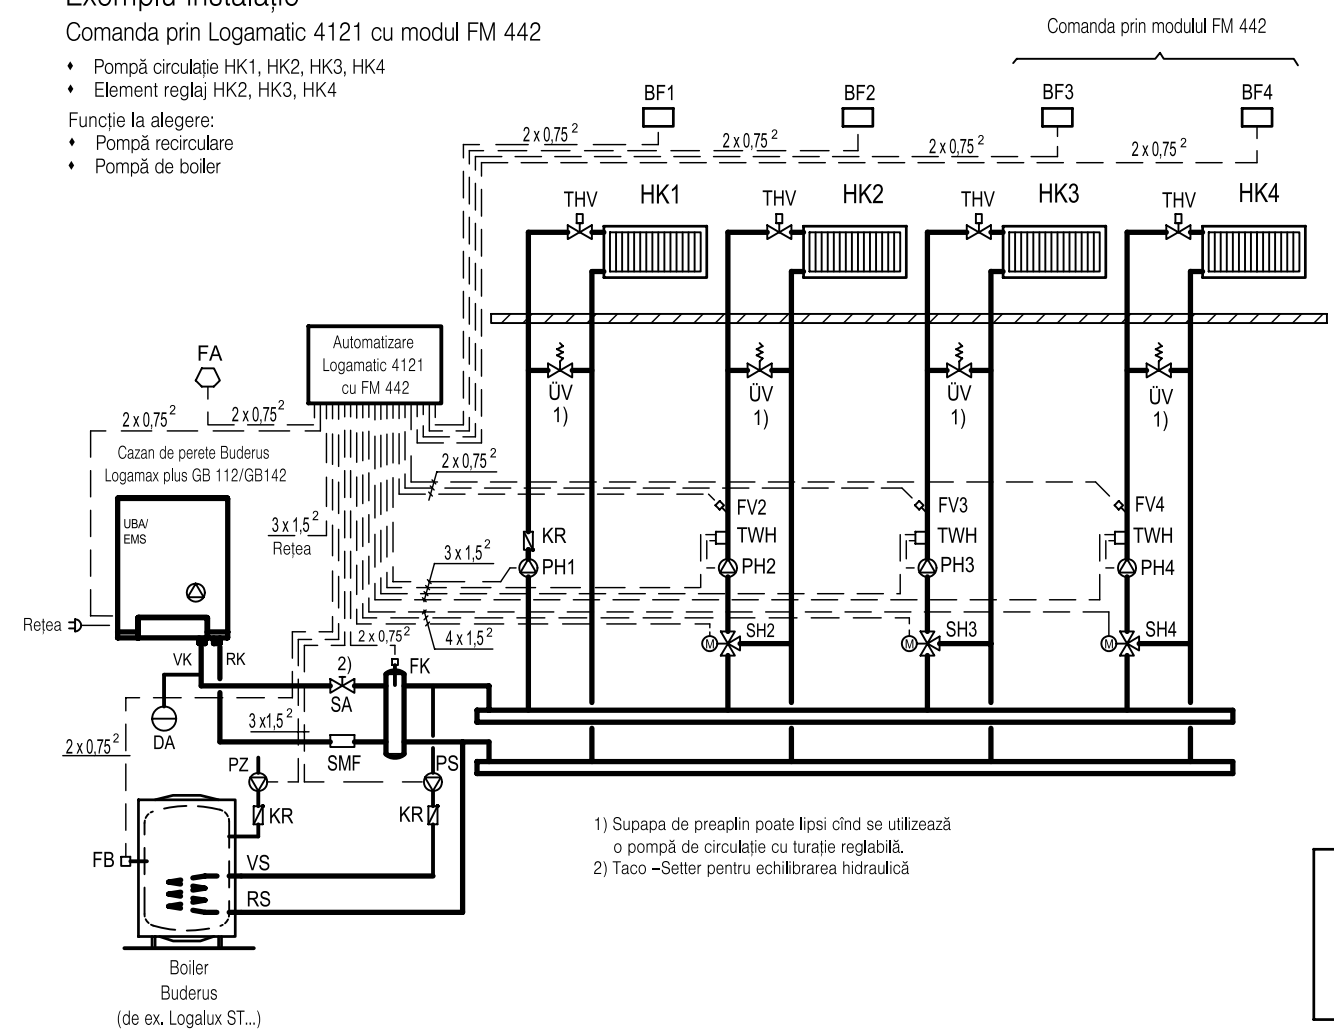 Exemplu instalație
Comanda prin Logamatic 4121 cu modul FM 442
Pompă circulație HK1, HK2, HK3, HK4
Element reglaj HK2, HK3, HK4
Funcție la alegere:
Pompă recirculare
Pompă de boiler
Comanda prin modulul FM 442
BF1 BF2 BF3 BF4
2 x 0,75² 2 x 0,75² 2 x 0,75² 2 x 0,75²
THV HK1 THV HK2 THV HK3 THV HK4
Automatizare
Logamatic 4121
cu FM 442
FA
2 x 0,75² 2 x 0,75²
ÜV ÜV ÜV ÜV
1) 1) 1) 1)
Cazan de perete Buderus
Logamax plus GB 112/GB142
2 x 0,75²
UBA/
EMS
3 x 1,5²
Rețea
FV2 FV3 FV4
KR TWH TWH TWH
3 x 1,5²
PH1 PH2 PH3 PH4
Rețea
4 x 1,5²
2 x 0,75²
M SH2 M SH3 M SH4
VK RK
2) FK
SA
3 x1,5²
DA
2 x 0,75²
PZ SMF PS
KR KR
FB
VS
RS
1) Supapa de preaplin poate lipsi cînd se utilizează
o pompă de circulație cu turație reglabilă.
2) Taco –Setter pentru echilibrarea hidraulică
Boiler
Buderus
(de ex. Logalux ST...)